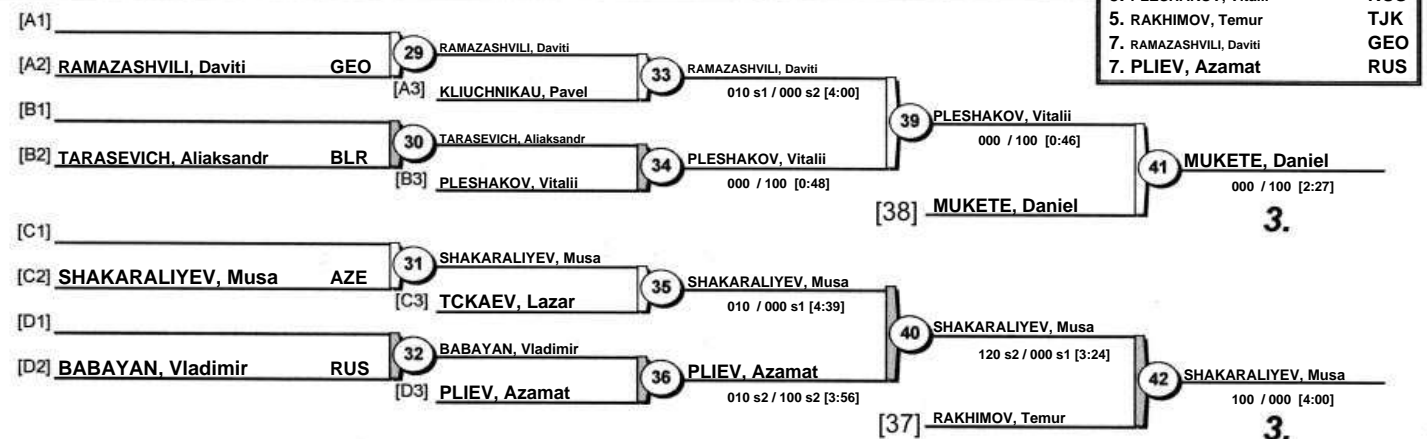 5. RAKHIMOV, Temur TJK
7. RAMAZASHVILI, Daviti GEO
7. PLIEV, Azamat RUS
[A1]
[A2] RAMAZASHVILI, Daviti GEO
29
RAMAZASHVILI, Daviti
[A3] KLIUCHNIKAU, Pavel
33
RAMAZASHVILI, Daviti
010 s1 / 000 s2 [4:00]
[B1]
[B2] TARASEVICH, Aliaksandr BLR
30
TARASEVICH, Aliaksandr
[B3] PLESHAKOV, Vitalii
34
PLESHAKOV, Vitalii
000 / 100 [0:48]
39
PLESHAKOV, Vitalii
000 / 100 [0:46]
[38] MUKETE, Daniel
41
MUKETE, Daniel
000 / 100 [2:27]
3.
[C1]
[C2] SHAKARALIYEV, Musa AZE
31
SHAKARALIYEV, Musa
[C3] TCKAEV, Lazar
35
SHAKARALIYEV, Musa
010 / 000 s1 [4:39]
[D1]
[D2] BABAYAN, Vladimir RUS
32
BABAYAN, Vladimir
[D3] PLIEV, Azamat
36
PLIEV, Azamat
010 s2 / 100 s2 [3:56]
40
SHAKARALIYEV, Musa
120 s2 / 000 s1 [3:24]
[37] RAKHIMOV, Temur
42
SHAKARALIYEV, Musa
100 / 000 [4:00]
3.